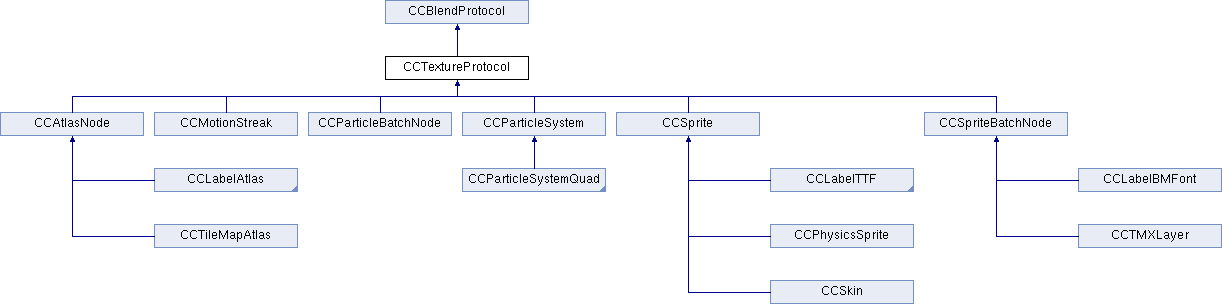 CCBlendProtocol
CCTextureProtocol
CCAtlasNode
CCMotionStreak
CCParticleBatchNode
CCParticleSystem
CCSprite
CCSpriteBatchNode
CCLabelAtlas
CCParticleSystemQuad
CCLabelTTF
CCLabelBMFont
CCTileMapAtlas
CCPhysicsSprite
CCTMXLayer
CCSkin